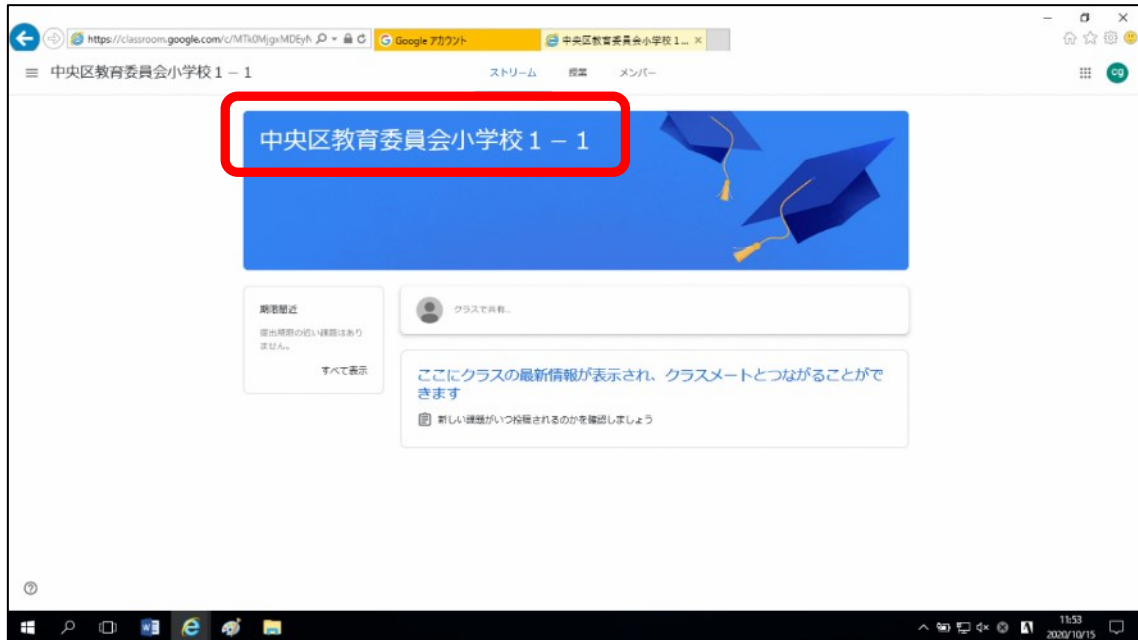 https://classroom.google.com/c/MTk0MjgxMDEyN
Google アカウント
中央区教育委員会小学校1...
中央区教育委員会小学校１－１
ストリーム
授業
メンバー
cg
中央区教育委員会小学校１－１
期限間近
提出期限の近い課題はありません。
すべて表示
クラスで共有...
ここにクラスの最新情報が表示され、クラスメートとつながることがで
きます
新しい課題がいつ投稿されるのかを確認しましょう
11:53
2020/10/15